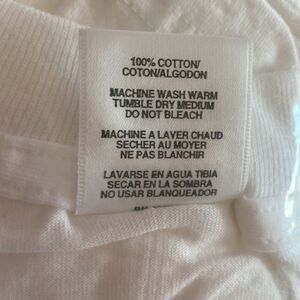 100% COTTON/
COTON/ALGODON
MACHINE WASH WARM
TUMBLE DRY MEDIUM
DO NOT BLEACH
MACHINE A LAVER CHAUD
SECHER AU MOYER
NE PAS BLANCHIR
LAVARSE EN AGUA TIBIA
SECAR EN LA SOMBRA
NO USAR BLANQUEADOR